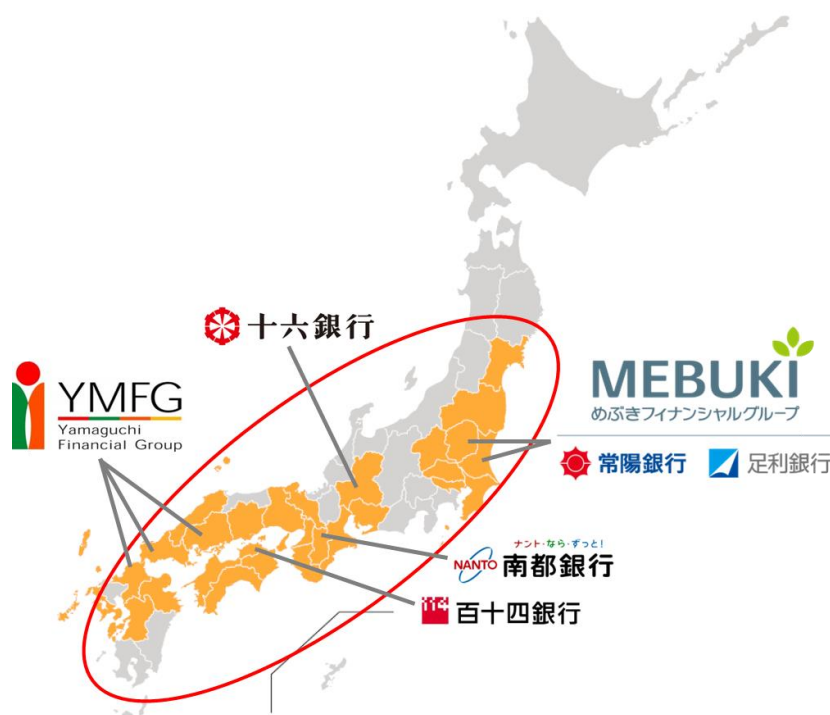 十六銀行
YMFG
Yamaguchi
Financial Group
MEBUKI
めぶきフィナンシャルグループ
常陽銀行
足利銀行
ナント・なら・ずっと!
NANTO 南都銀行
114 百十四銀行